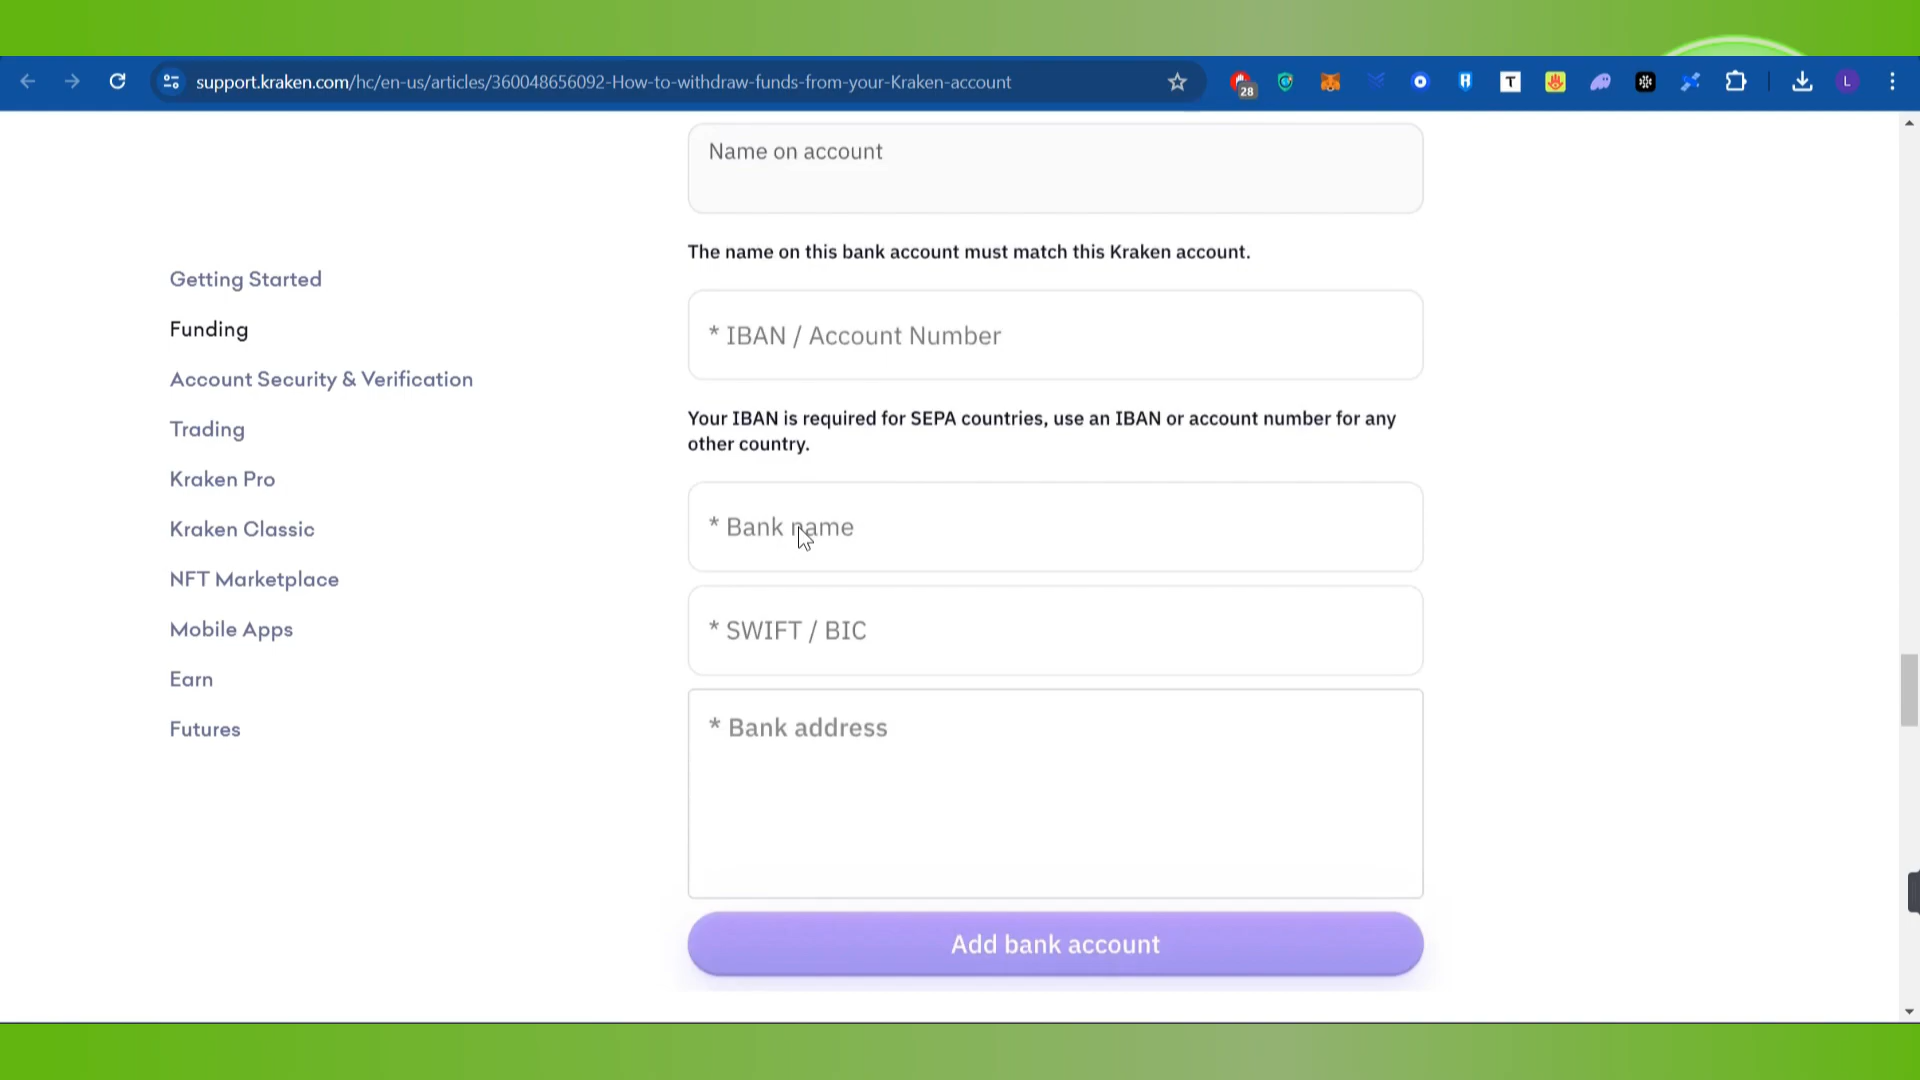 support.kraken.com/hc/en-us/articles/360048656092-How-to-withdraw-funds-from-your-Kraken-account
28
T
L
Name on account
The name on this bank account must match this Kraken account.
Getting Started
Funding
Account Security & Verification
Trading
Kraken Pro
Kraken Classic
NFT Marketplace
Mobile Apps
Earn
Futures
* IBAN / Account Number
Your IBAN is required for SEPA countries, use an IBAN or account number for any
other country.
* Bank name
* SWIFT / BIC
* Bank address
Add bank account